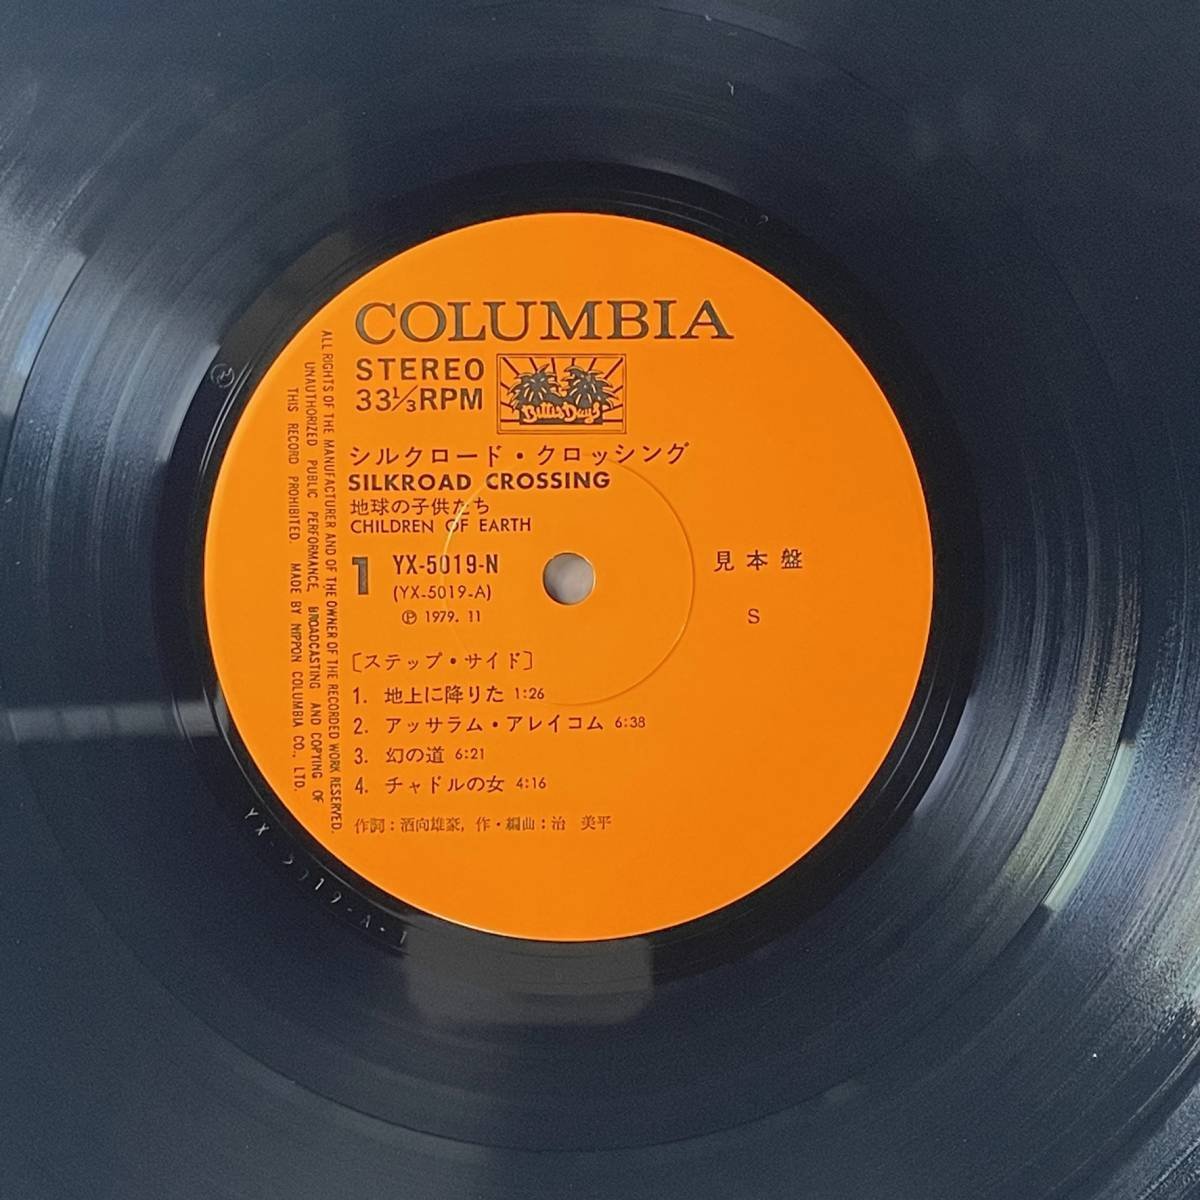 COLUMBIA
STEREO
33⅓RPM
Bitter Days
シルクロード・クロッシング
SILKROAD CROSSING
地球の子供たち
CHILDREN OF EARTH
1 YX-5019-N
(YX-5019-A)
Ⓟ 1979. 11
見本盤
S
[ステップ・サイド]
1. 地上に降りた 1:26
2. アッサラム・アレイコム 6:38
3. 幻の道 6:21
4. チャドルの女 4:16
作詞:酒向雄豪, 作・編曲:治 美平
ALL RIGHTS OF THE MANUFACTURER AND OF THE OWNER OF THE RECORDED WORK RESERVED.
UNAUTHORIZED PUBLIC PERFORMANCE, BROADCASTING AND COPYING OF
THIS RECORD PROHIBITED. MADE BY NIPPON COLUMBIA CO., LTD.
YX-5019-A-1